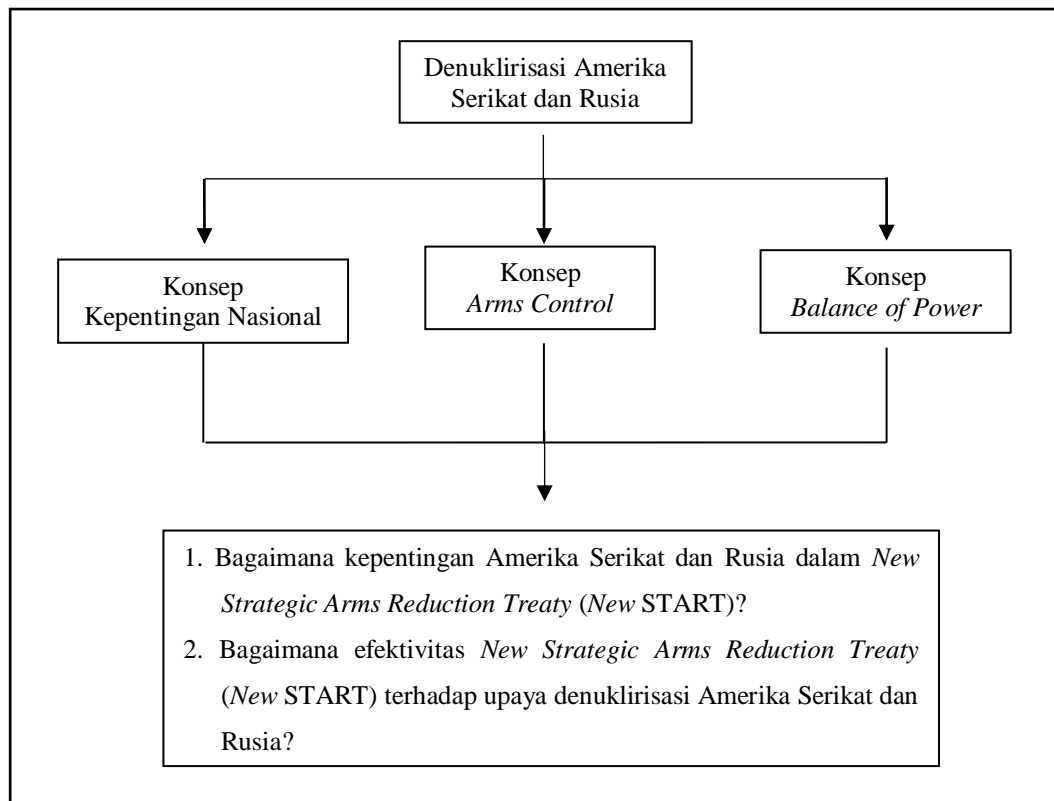 Denuklirisasi Amerika
Serikat dan Rusia
Konsep
Kepentingan Nasional
Konsep
Arms Control
Konsep
Balance of Power
1. Bagaimana kepentingan Amerika Serikat dan Rusia dalam New
Strategic Arms Reduction Treaty (New START)?
2. Bagaimana efektivitas New Strategic Arms Reduction Treaty
(New START) terhadap upaya denuklirisasi Amerika Serikat dan
Rusia?